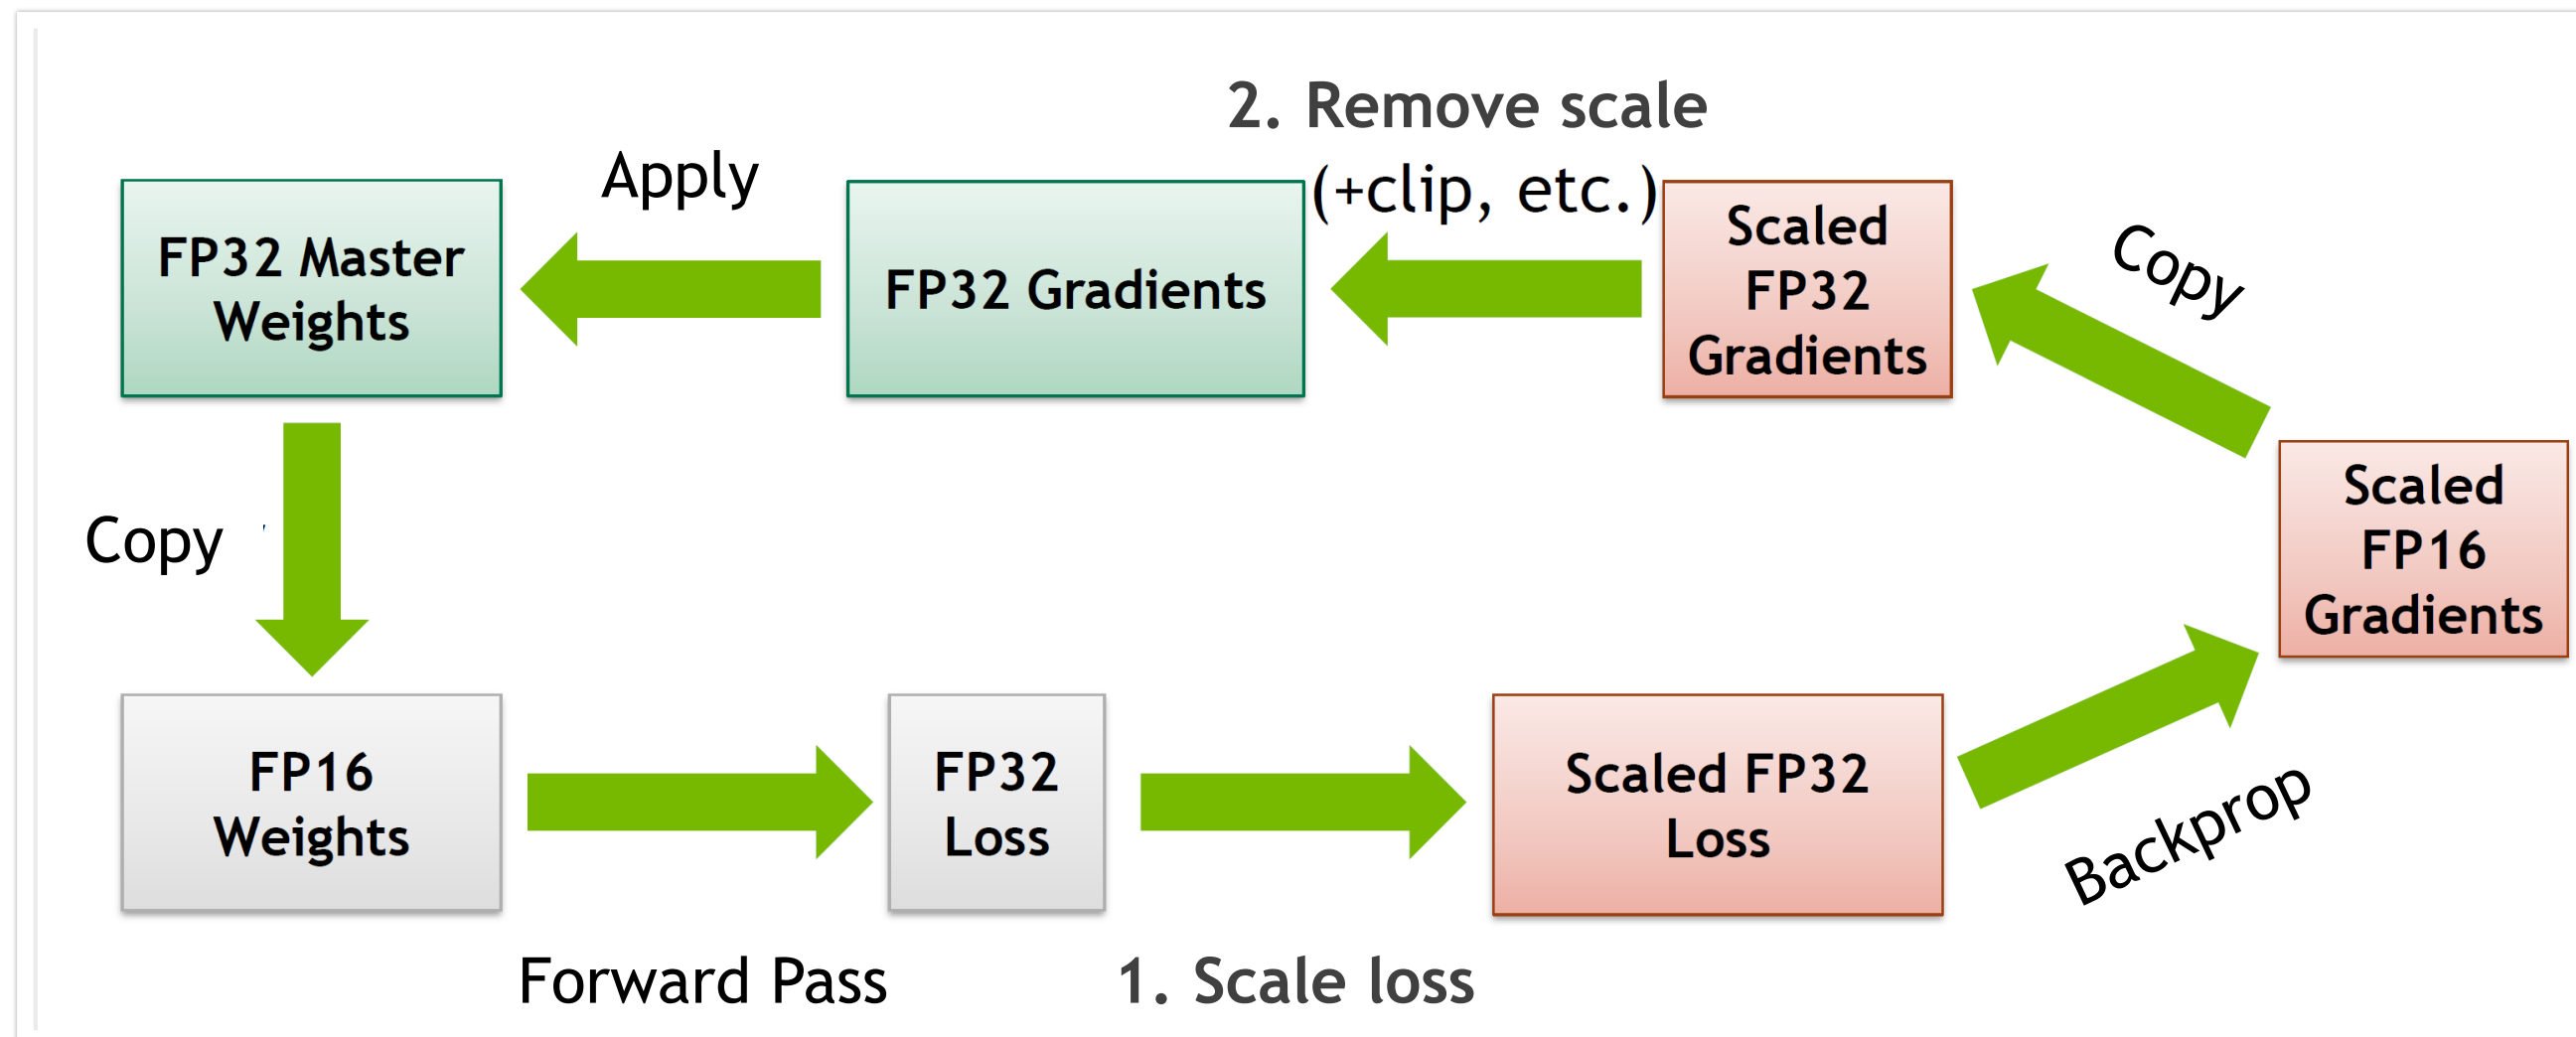 2. Remove scale
(+clip, etc.)
Apply
FP32 Master
Weights
FP32 Gradients
Scaled
FP32
Gradients
Copy
Scaled
FP16
Gradients
Copy
FP16
Weights
FP32
Loss
Scaled FP32
Loss
Backprop
Forward Pass
1. Scale loss